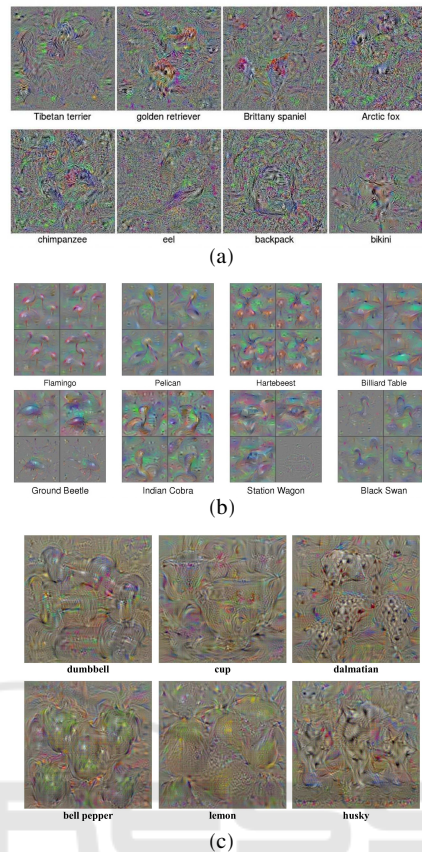 Tibetan terrier golden retriever Brittany spaniel Arctic fox
chimpanzee eel backpack bikini
(a)
Flamingo Pelican Hartebeest Billiard Table
Ground Beetle Indian Cobra Station Wagon Black Swan
(b)
dumbbell cup dalmatian
bell pepper lemon husky
(c)